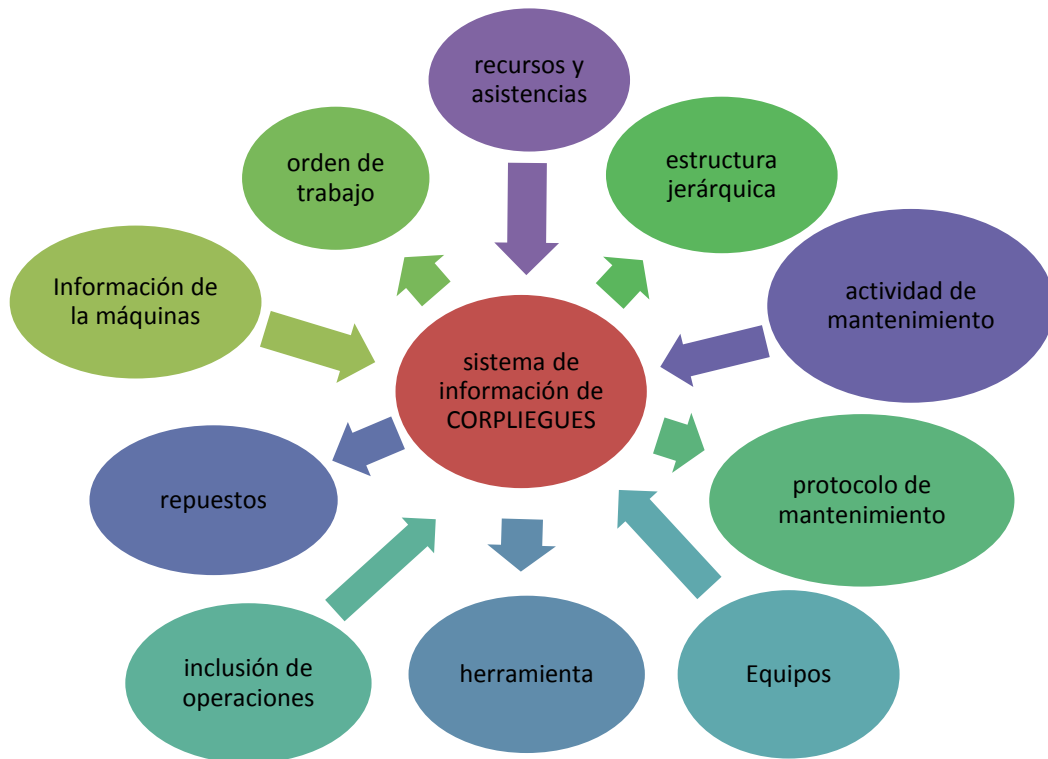 recursos y
asistencias
orden de
trabajo
estructura
jerárquica
Información de
la máquinas
actividad de
mantenimiento
sistema de
información de
CORPLIEGUES
repuestos
protocolo de
mantenimiento
inclusión de
operaciones
herramienta
Equipos